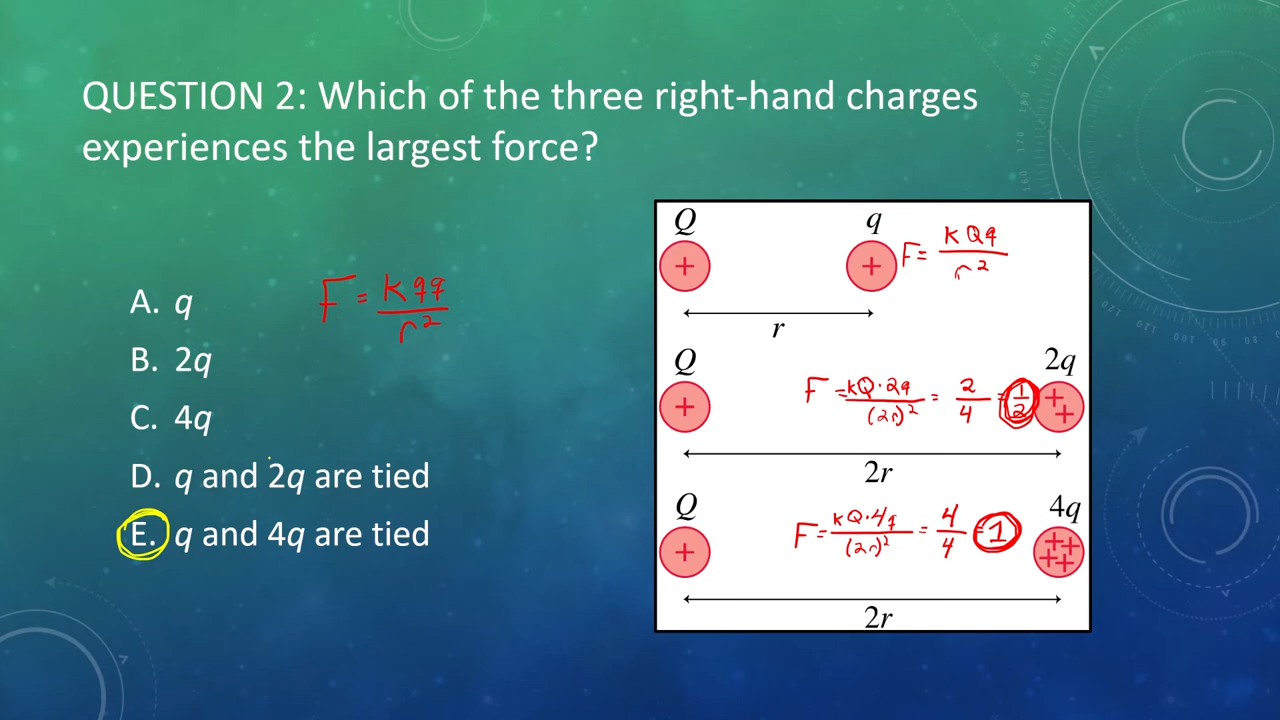 QUESTION 2: Which of the three right-hand charges
experiences the largest force?
A. q
B. 2q
C. 4q
D. q and 2q are tied
E. q and 4q are tied
F = kqq/r²
Q
q
F = kQq/r²
r
Q
2q
F = kQ·2q/(2r)² = 2/4 = 1/2
2r
Q
4q
F = kQ·4q/(2r)² = 4/4 = 1
2r